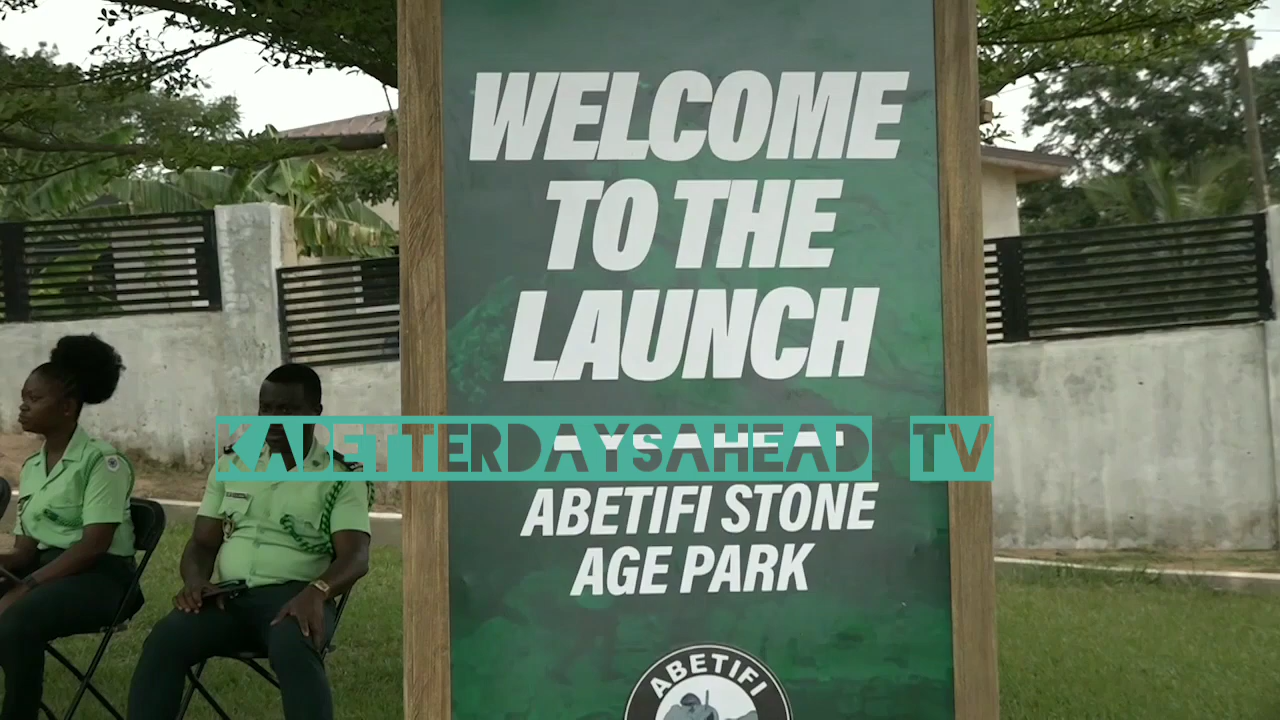 WELCOME
TO THE
LAUNCH
KABETTERDAYSAHEAD TV
ABETIFI STONE
AGE PARK
ABETIFI